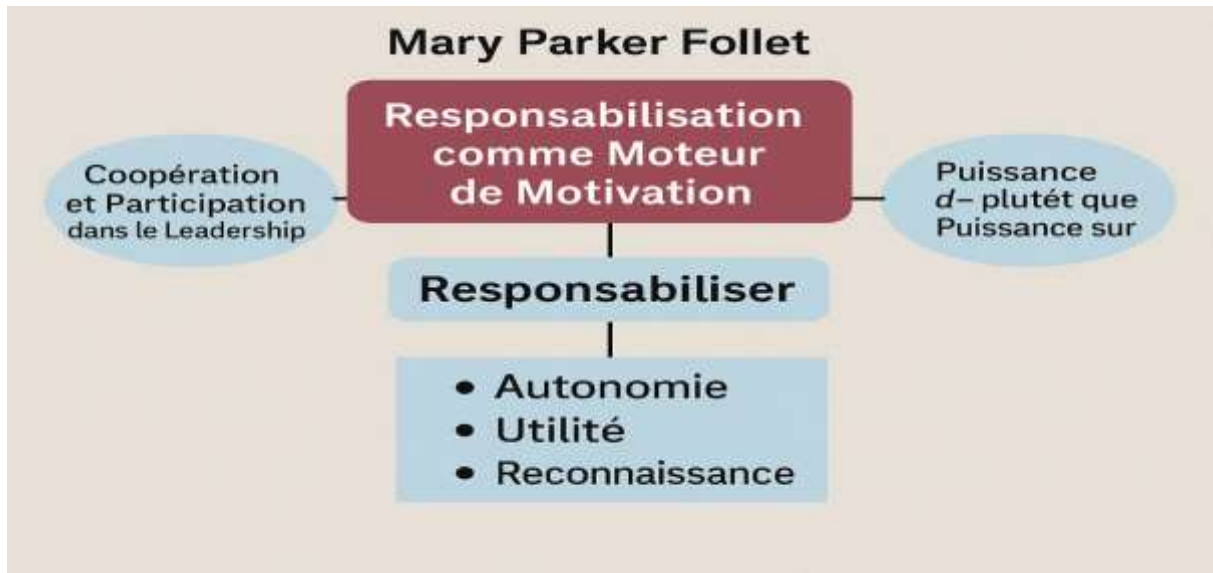 Mary Parker Follet
Responsabilisation
comme Moteur
de Motivation
Coopération
et Participation
dans le Leadership
Puissance
d– plutét que
Puissance sur
Responsabiliser
• Autonomie
• Utilité
• Reconnaissance